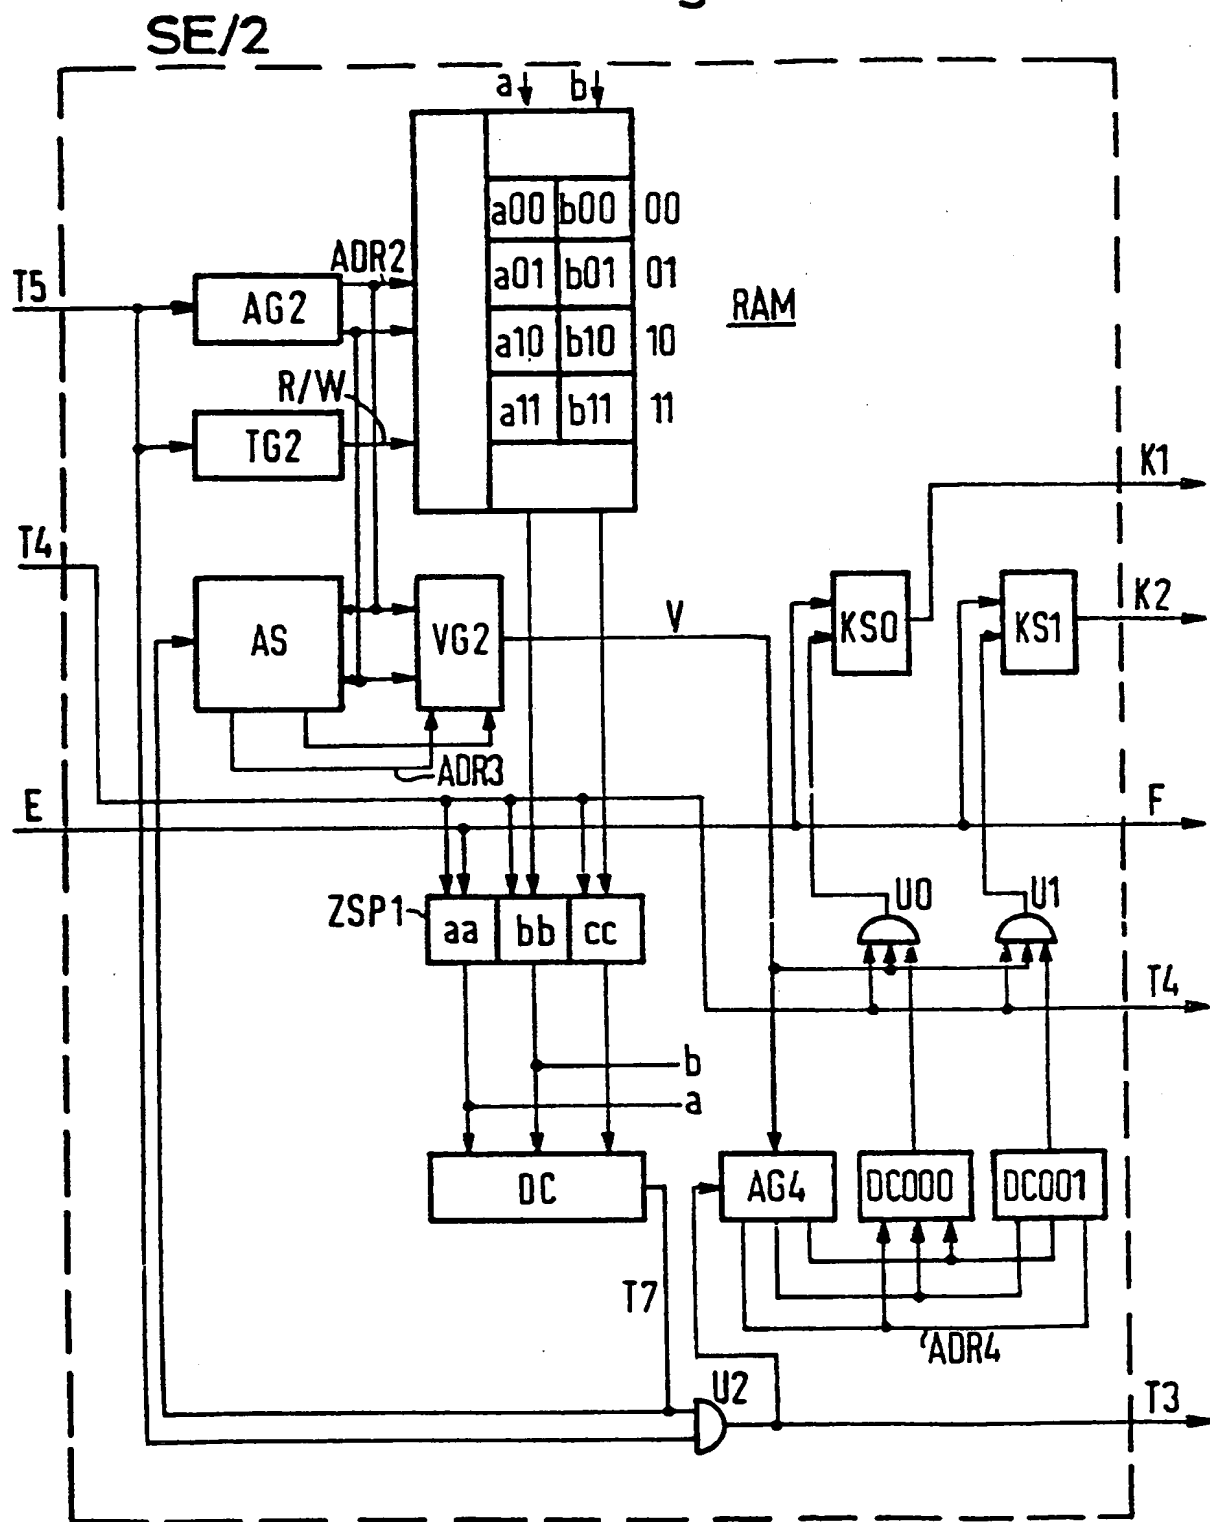 SE/2
a b
a00 b00 00
ADR2
a01 b01 01
T5
AG2
RAM
a10 b10 10
R/W
a11 b11 11
TG2
K1
T4
K2
AS
VG2
V
KS0
KS1
ADR3
E
F
U0
U1
ZSP1
aa bb cc
T4
b
a
DC
AG4
DC000
DC001
T7
ADR4
U2
T3